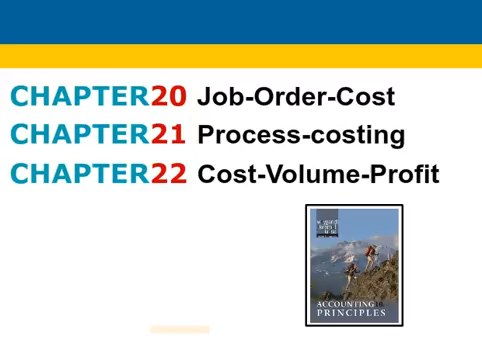 CHAPTER20 Job-Order-Cost
CHAPTER21 Process-costing
CHAPTER22 Cost-Volume-Profit
ACCOUNTING
PRINCIPLES